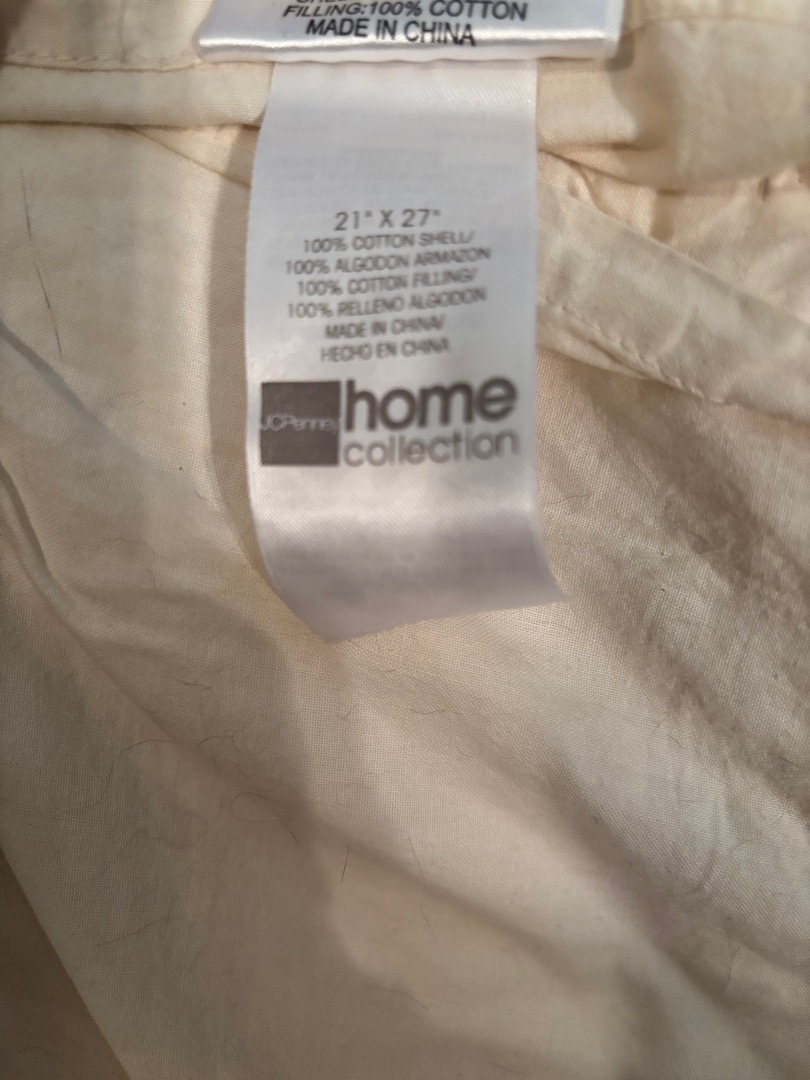 FILLING:100% COTTON
MADE IN CHINA
21" X 27"
100% COTTON SHELL/
100% ALGODON ARMAZON
100% COTTON FILLING/
100% RELLENO ALGODON
MADE IN CHINA/
HECHO EN CHINA
JCPenney home
collection